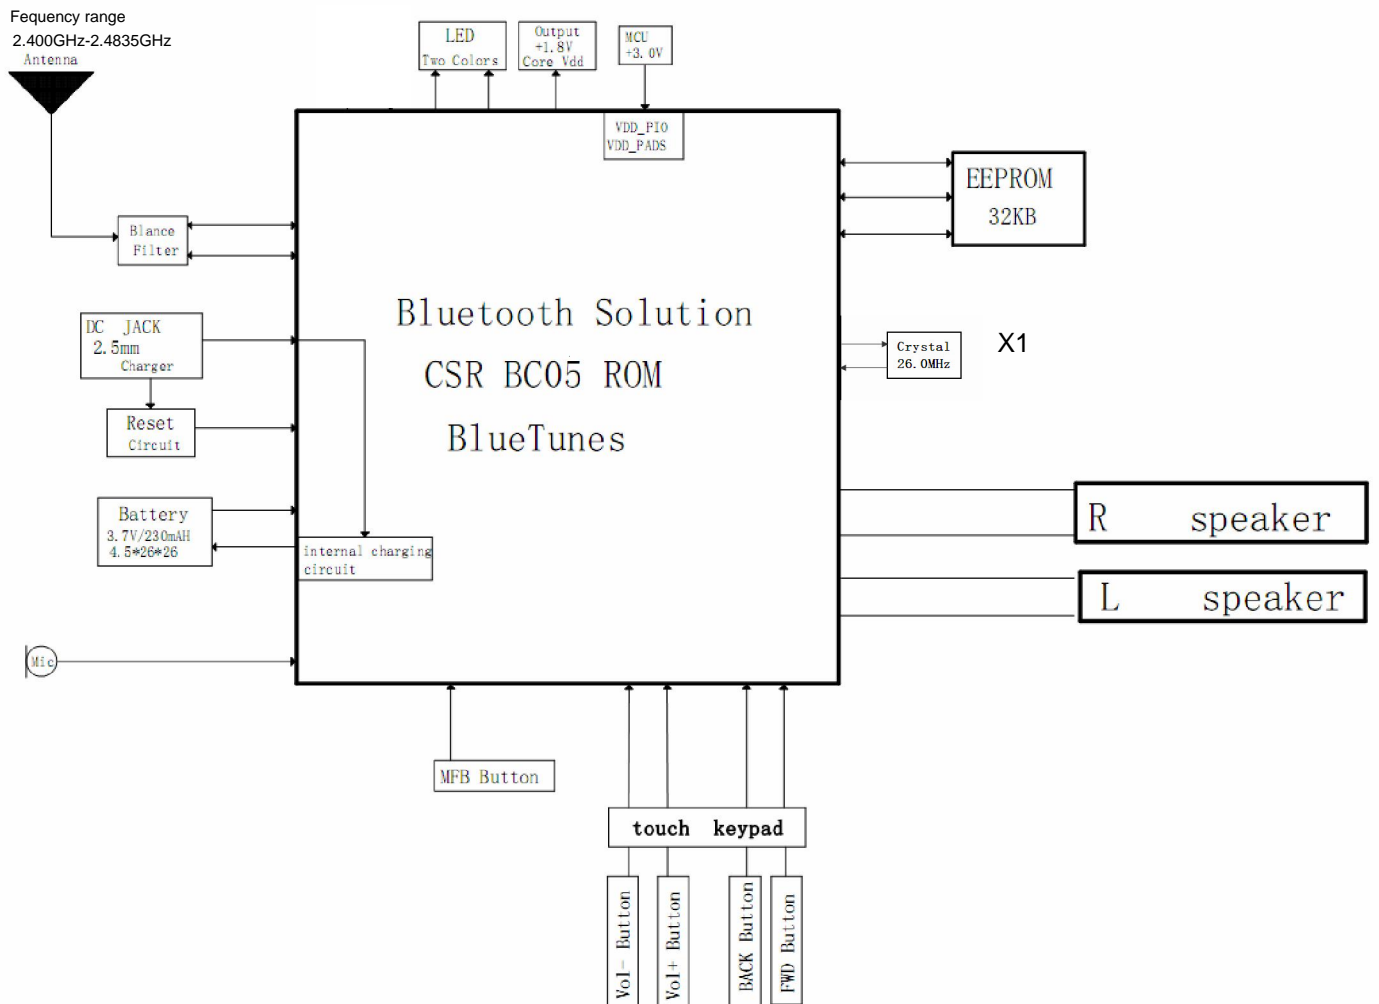 Fequency range
2.400GHz-2.4835GHz
Antenna
LED
Two Colors
Output
+1.8V
Core Vdd
MCU
+3.0V
VDD_PIO
VDD_PADS
EEPROM
32KB
Blance
Filter
Bluetooth Solution
CSR BC05 ROM
BlueTunes
DC JACK
2.5mm
Charger
Crystal
26.0MHz
X1
Reset
Circuit
Battery
3.7V/230mAH
4.5*26*26
internal charging
circuit
R speaker
L speaker
Mic
MFB Button
touch keypad
Vol- Button
Vol+ Button
BACK Button
FWD Button